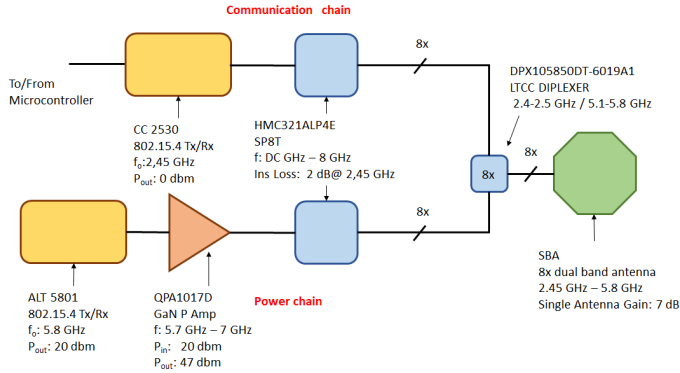 Communication chain
8x
To/From
Microcontroller
DPX105850DT-6019A1
LTCC DIPLEXER
2.4-2.5 GHz / 5.1-5.8 GHz
CC 2530
802.15.4 Tx/Rx
fo:2,45 GHz
Pout: 0 dbm
HMC321ALP4E
SP8T
f: DC GHz – 8 GHz
Ins Loss: 2 dB@ 2,45 GHz
8x
8x
8x
ALT 5801
802.15.4 Tx/Rx
fo: 5.8 GHz
Pout: 20 dbm
QPA1017D
GaN P Amp
f: 5.7 GHz – 7 GHz
Pin: 20 dbm
Pout: 47 dbm
Power chain
SBA
8x dual band antenna
2.45 GHz – 5.8 GHz
Single Antenna Gain: 7 dB